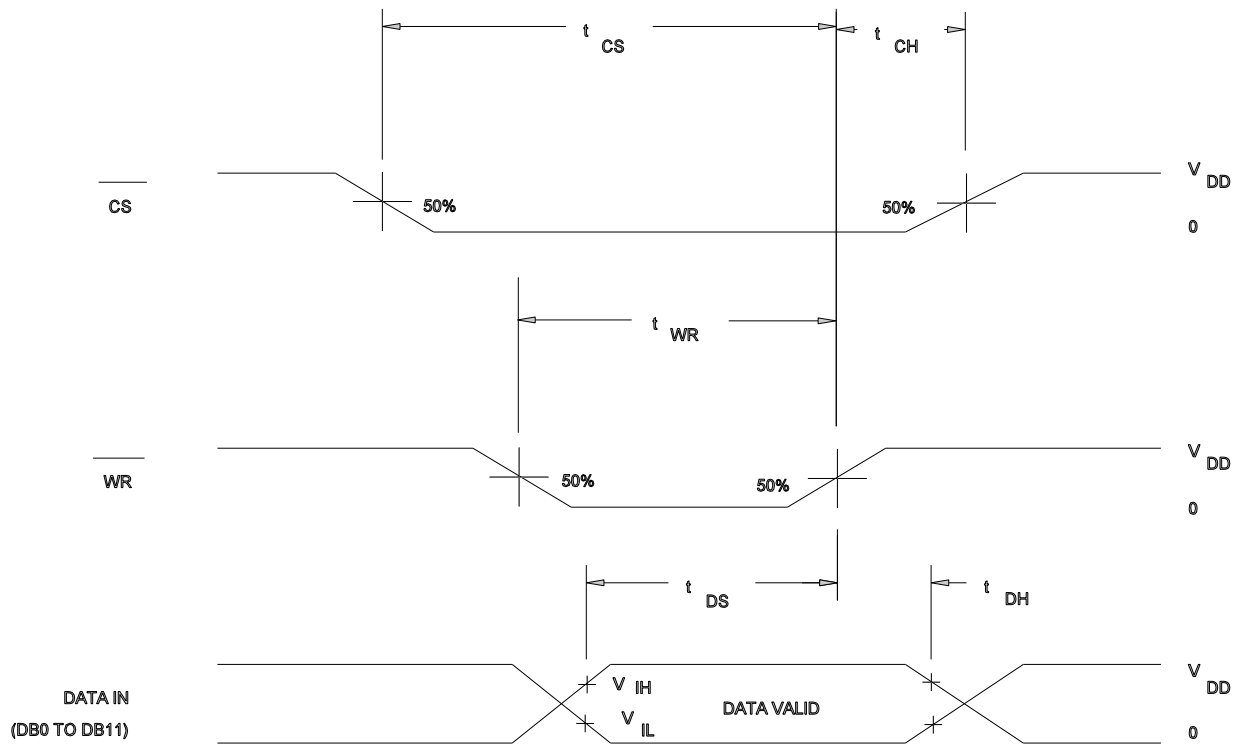 t CS
t CH
CS
50%
50%
V DD
0
t WR
WR
50%
50%
V DD
0
t DS
t DH
DATA IN
(DB0 TO DB11)
V IH
V IL
DATA VALID
V DD
0